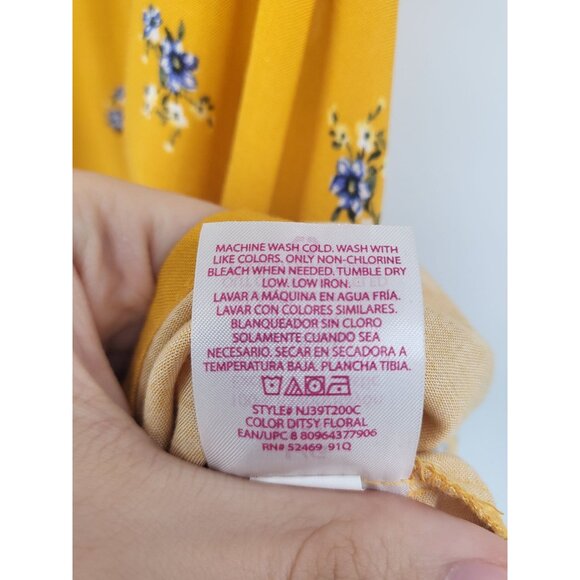 MACHINE WASH COLD. WASH WITH
LIKE COLORS. ONLY NON-CHLORINE
BLEACH WHEN NEEDED. TUMBLE DRY
LOW. LOW IRON.
LAVAR A MÁQUINA EN AGUA FRÍA.
LAVAR CON COLORES SIMILARES.
BLANQUEADOR SIN CLORO
SOLAMENTE CUANDO SEA
NECESARIO. SECAR EN SECADORA A
TEMPERATURA BAJA. PLANCHA TIBIA.
STYLE# NJ39T200C
COLOR DITSY FLORAL
EAN/UPC 8 80964377906
RN# 52469 91Q